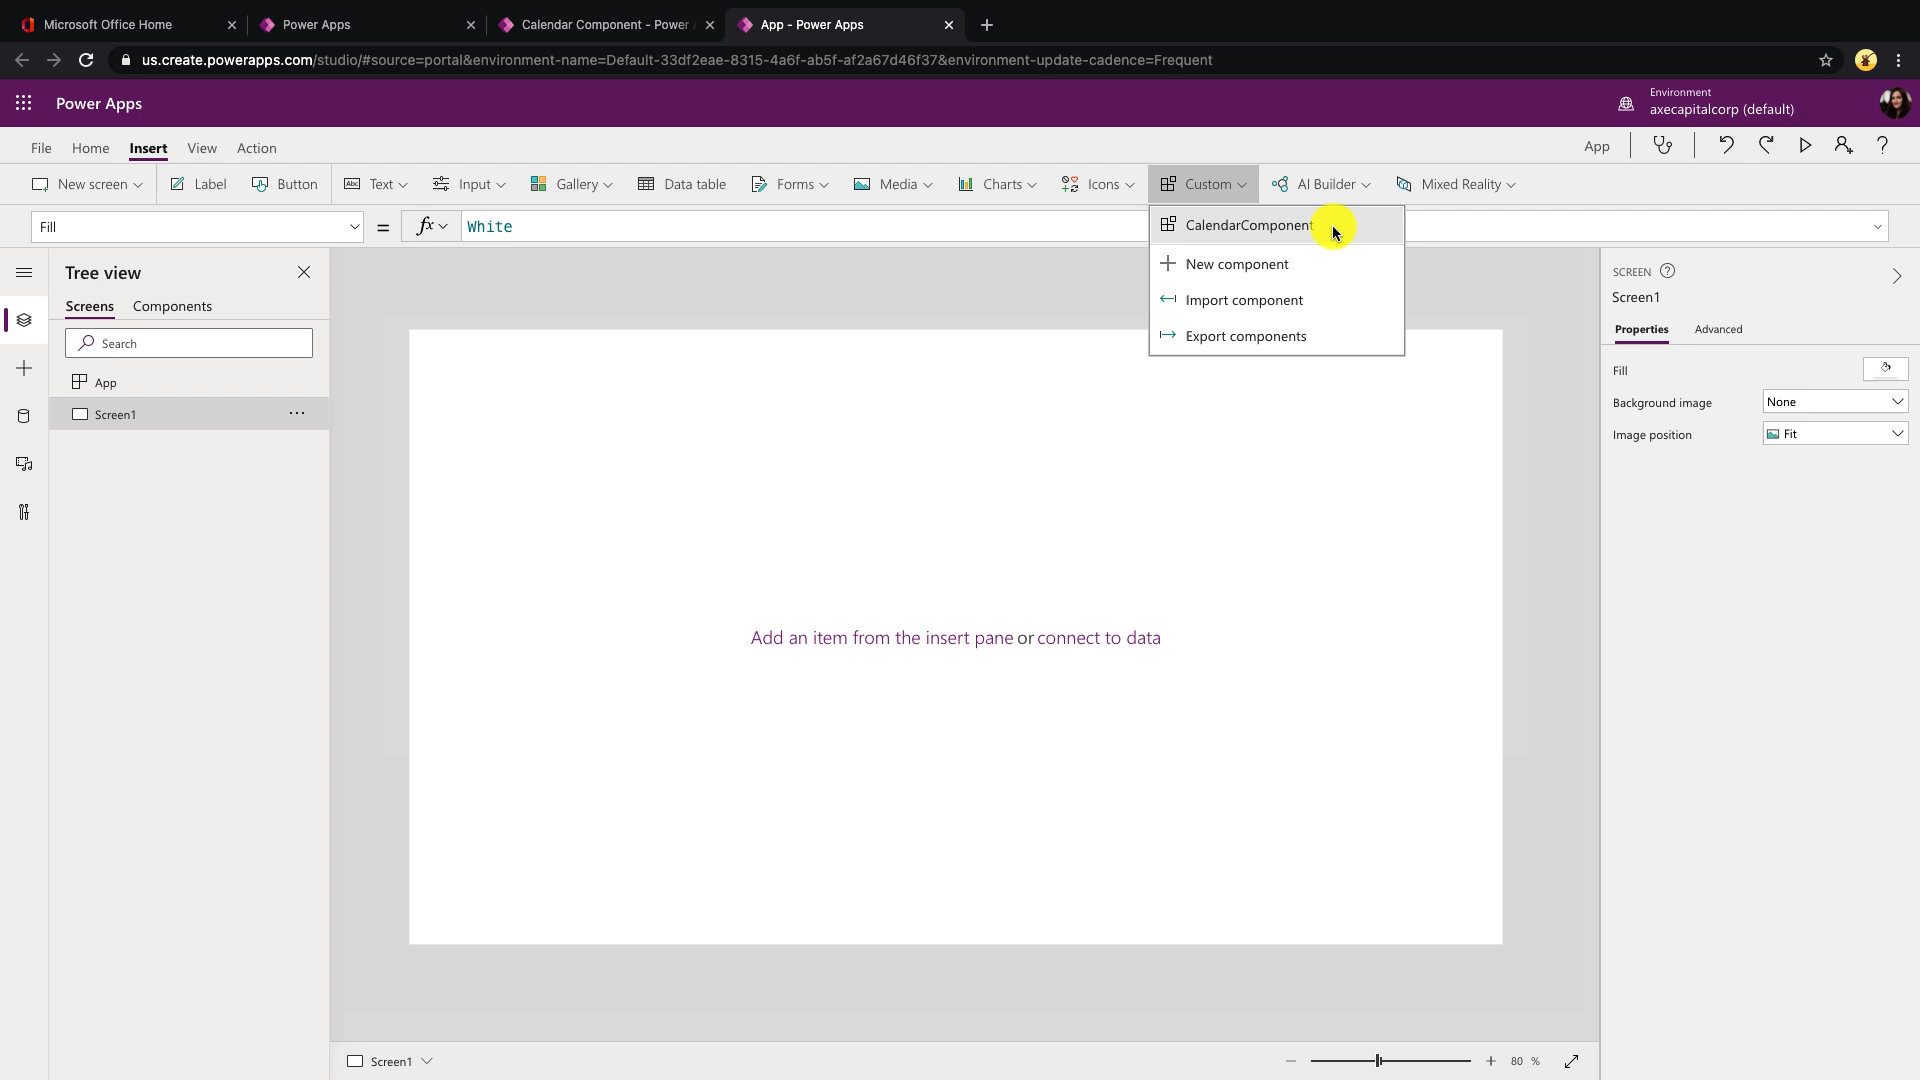 Microsoft Office Home
Power Apps
Calendar Component - Power
App - Power Apps
us.create.powerapps.com/studio/#source=portal&environment-name=Default-33df2eae-8315-4a6f-ab5f-af2a67d46f37&environment-update-cadence=Frequent
Power Apps
Environment
axecapitalcorp (default)
File Home Insert View Action
App
New screen Label Button Text Input Gallery Data table Forms Media Charts Icons Custom AI Builder Mixed Reality
Fill = fx White
CalendarComponent
New component
Import component
Export components
Tree view
Screens Components
Search
App
Screen1
Add an item from the insert pane or connect to data
SCREEN
Screen1
Properties Advanced
Fill
Background image None
Image position Fit
Screen1
80 %